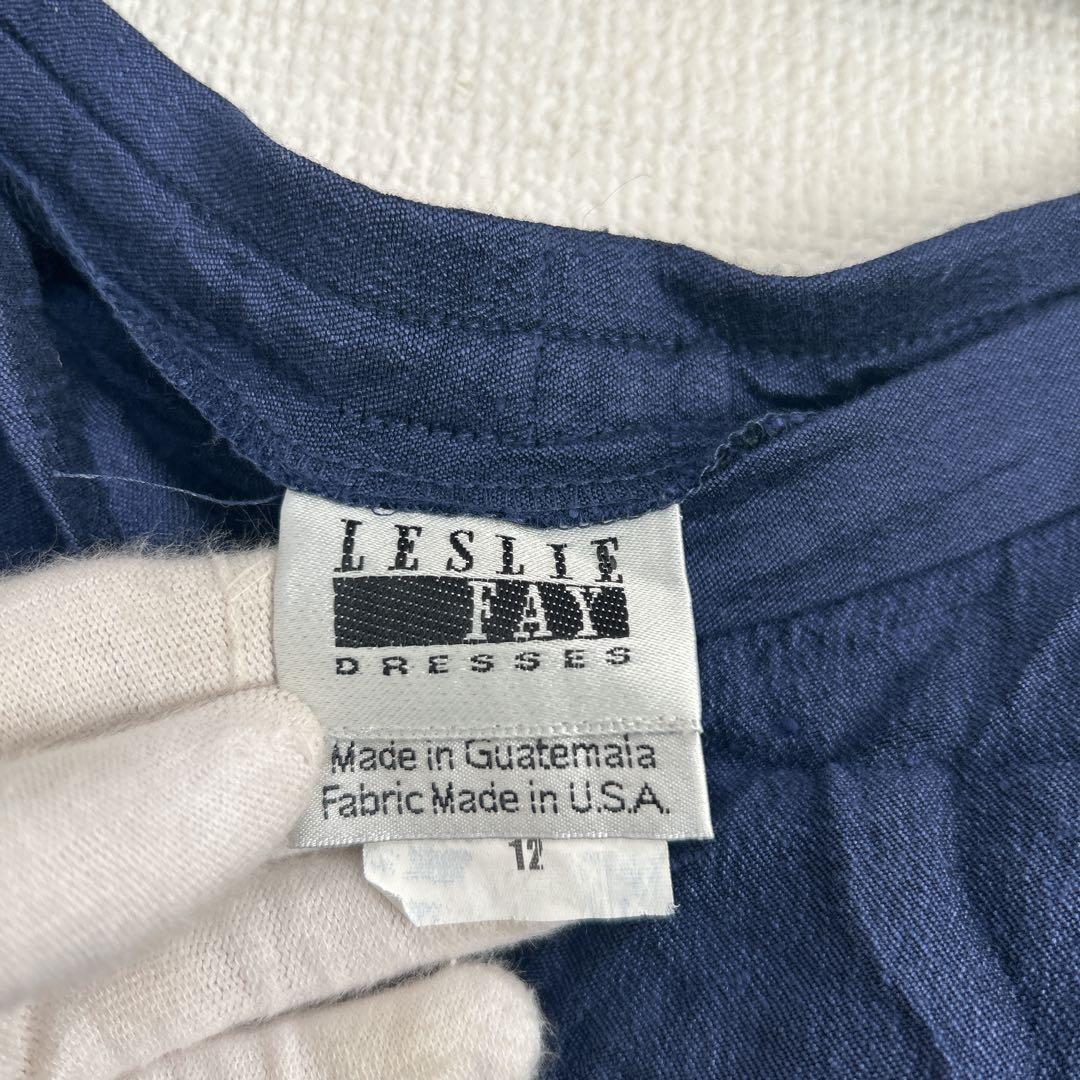 LESLIE
FAY
DRESSES
Made in Guatemala
Fabric Made in U.S.A.
12